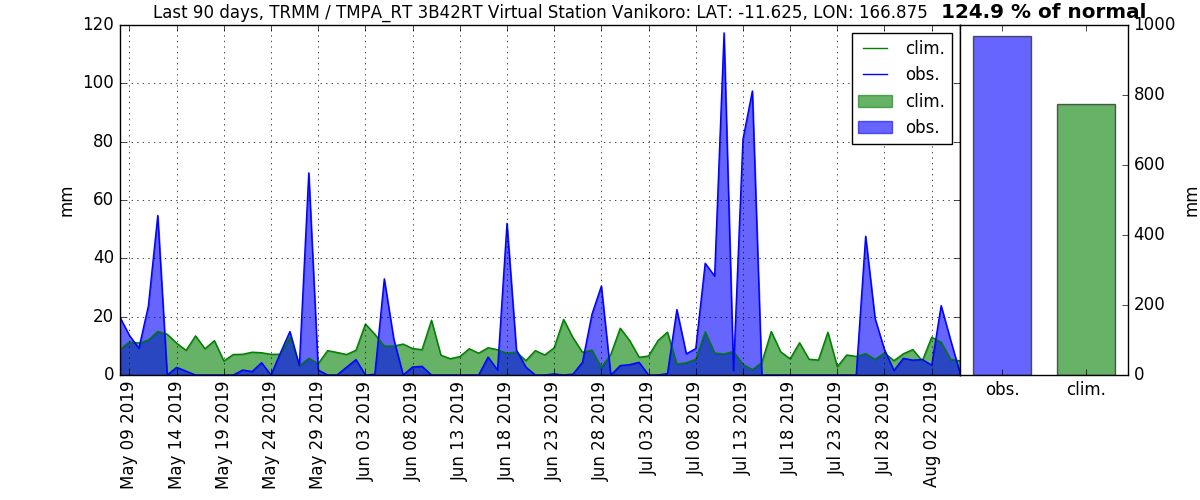 Last 90 days, TRMM / TMPA_RT 3B42RT Virtual Station Vanikoro: LAT: -11.625, LON: 166.875
124.9 % of normal
120
100
80
60
40
20
0
mm
clim.
obs.
clim.
obs.
1000
800
600
400
200
0
mm
May 09 2019
May 14 2019
May 19 2019
May 24 2019
May 29 2019
Jun 03 2019
Jun 08 2019
Jun 13 2019
Jun 18 2019
Jun 23 2019
Jun 28 2019
Jul 03 2019
Jul 08 2019
Jul 13 2019
Jul 18 2019
Jul 23 2019
Jul 28 2019
Aug 02 2019
obs.
clim.